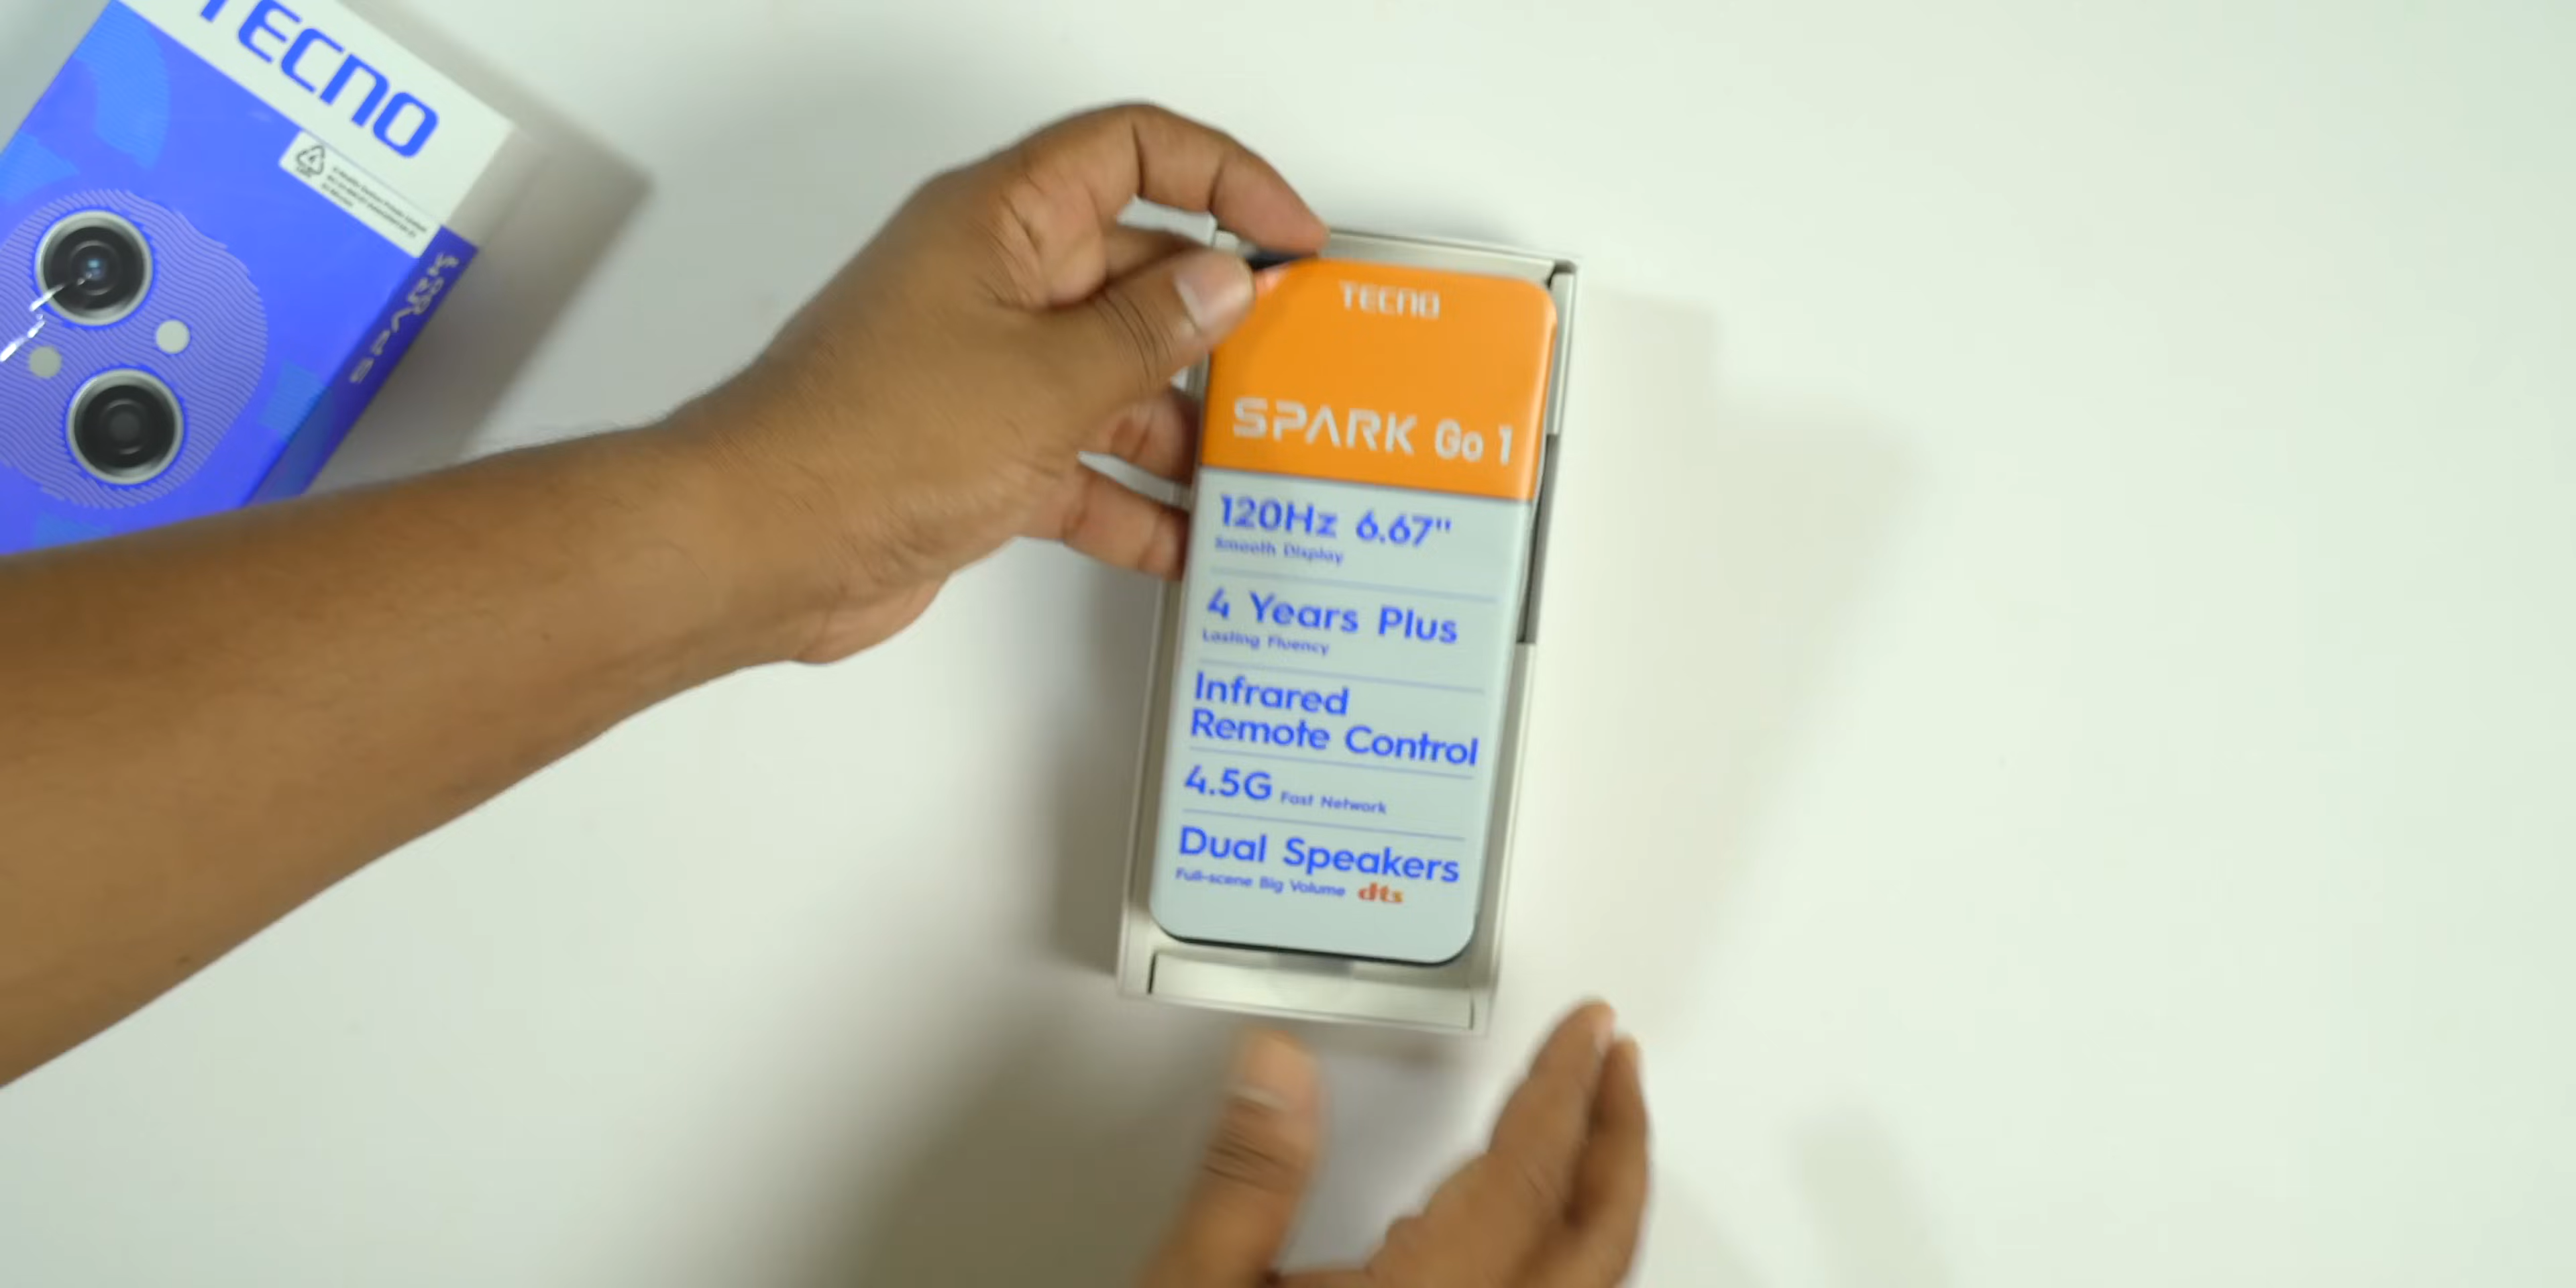 TECNO
TECNO
SPARK Go 1
120Hz 6.67"
Smooth Display
4 Years Plus
Lasting Fluency
Infrared
Remote Control
4.5G Fast Network
Dual Speakers
Full-scene Big Volume dts